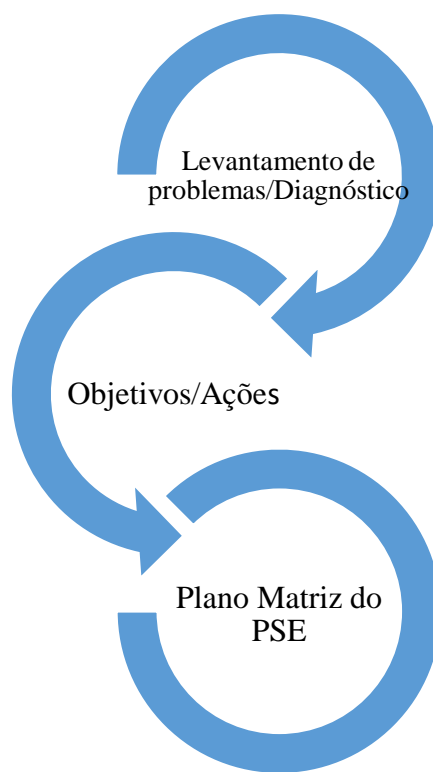 Levantamento de
problemas/Diagnóstico
Objetivos/Ações
Plano Matriz do
PSE